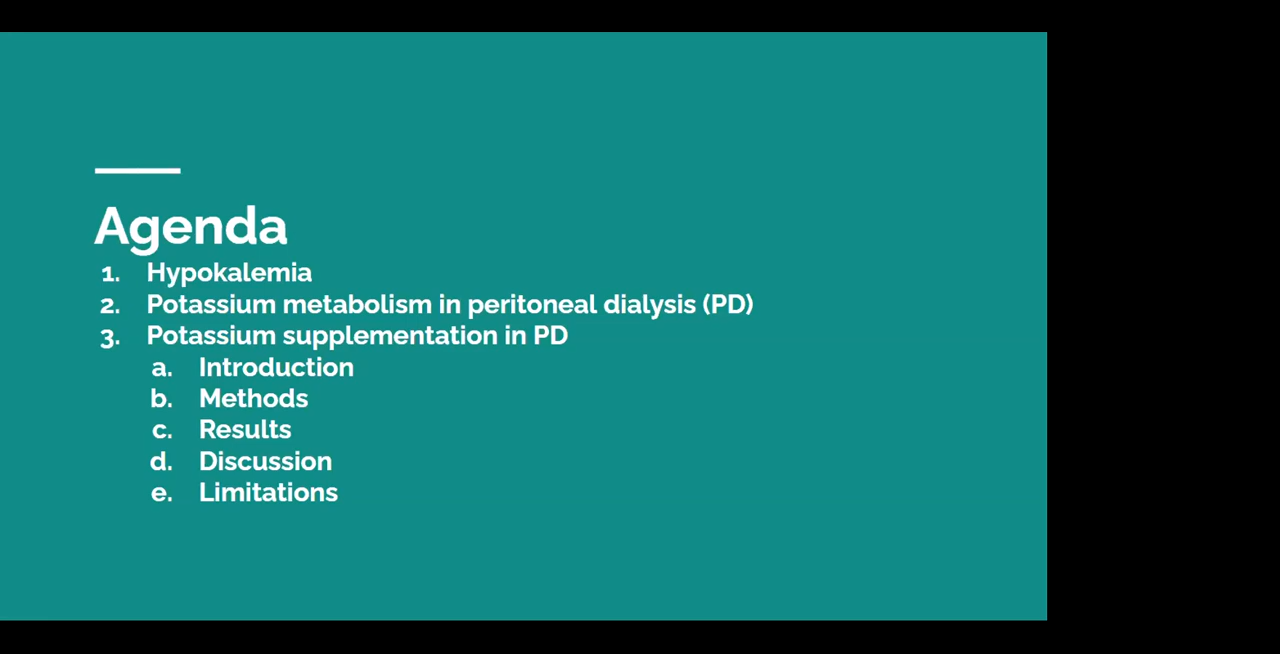 Agenda
1. Hypokalemia
2. Potassium metabolism in peritoneal dialysis (PD)
3. Potassium supplementation in PD
a. Introduction
b. Methods
c. Results
d. Discussion
e. Limitations